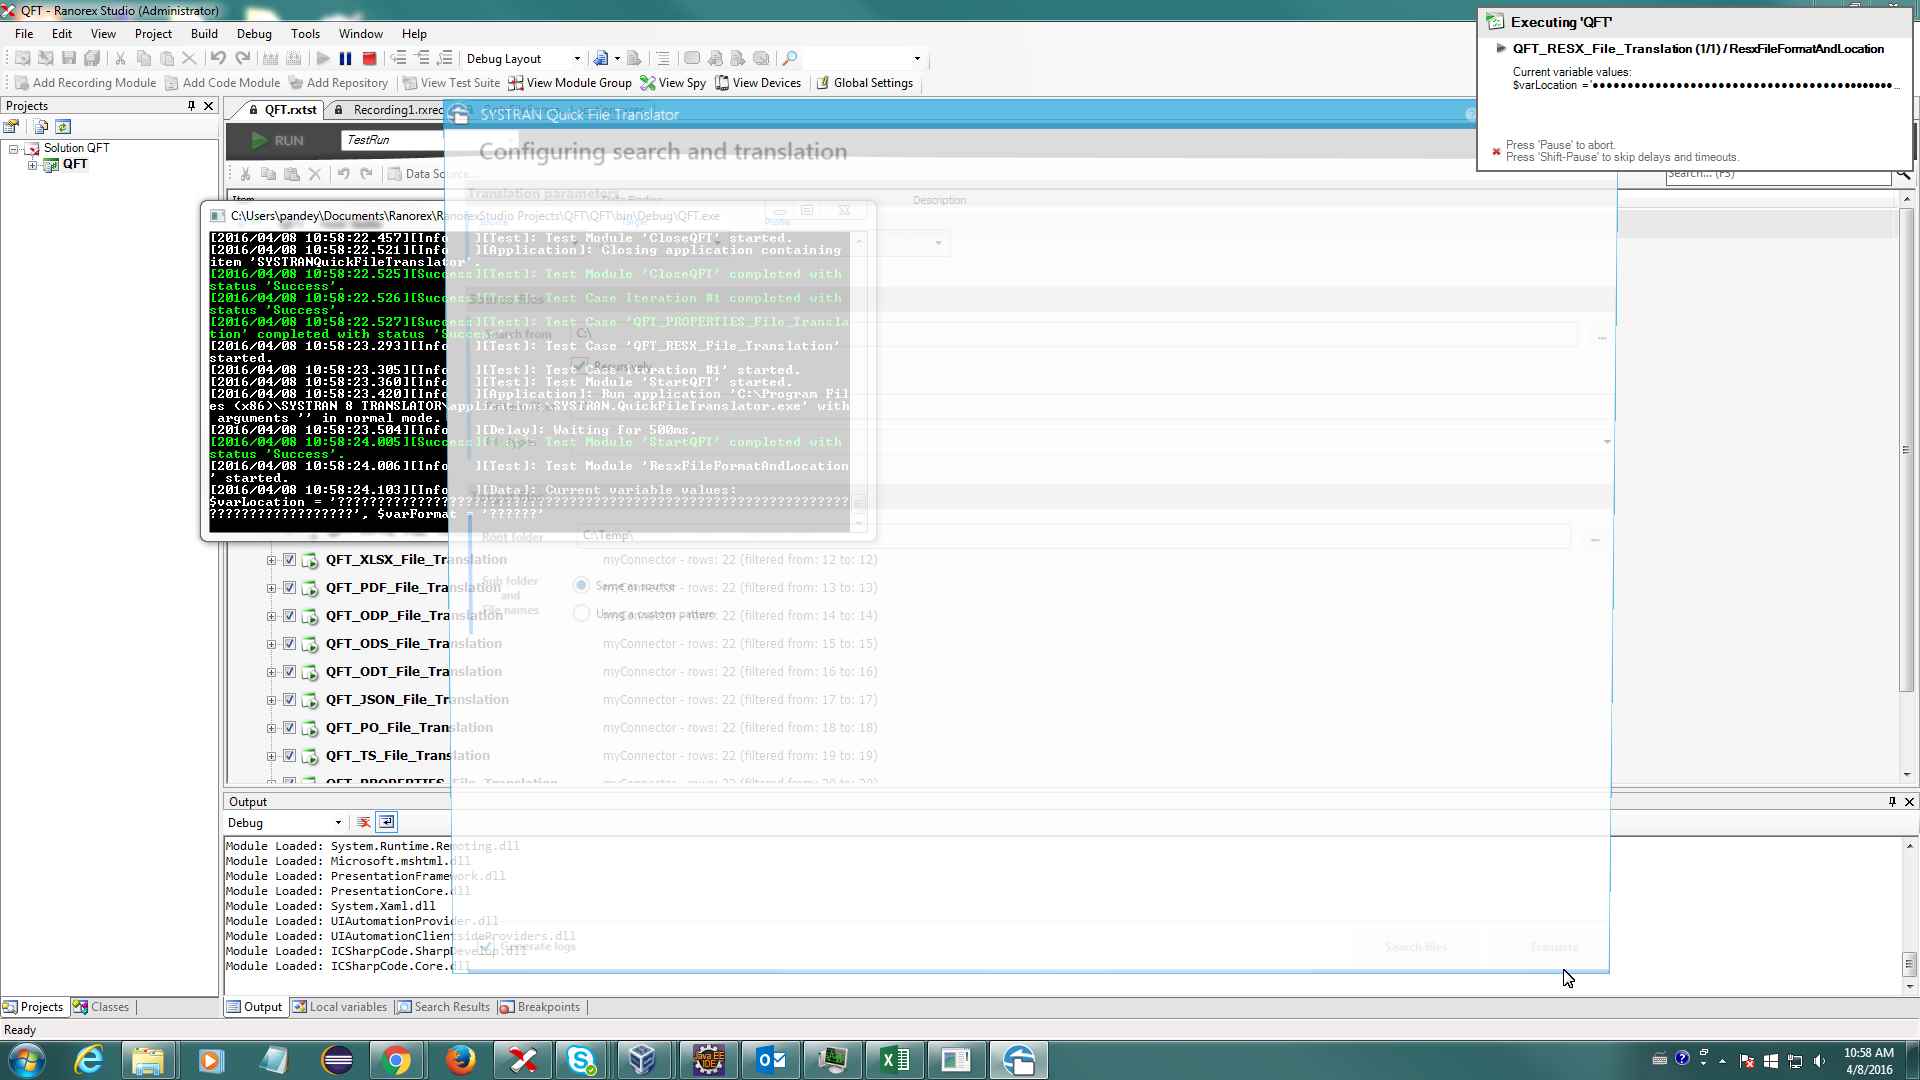 QFT - Ranorex Studio (Administrator)
File Edit View Project Build Debug Tools Window Help
Debug Layout
Add Recording Module Add Code Module Add Recording View Test Suite View Module Group View Spy View Devices Global Settings
Projects
Solution QFT
QFT
QFT.rxtst Recording1.rxrec
RUN TestRun
Data Sour
Item
Description
SYSTRAN Quick File Translator
Configuring search and translation
Translation parameters
Source files
Search from C:\
Recursively
Root folder C:\Temp\
Sub folder
and
File names
Same as source
Using a custom pattern
Generate logs
Search files
Translate
C:\Users\pandey\Documents\Ranorex\RanorexStudio Projects\QFT\QFT\bin\Debug\QFT.exe
[2016/04/08 10:58:22.457][Info ][Test]: Test Module 'CloseQFT' started.
[2016/04/08 10:58:22.521][Info ][Application]: Closing application containing
item 'SYSTRANQuickFileTranslator'.
[2016/04/08 10:58:22.525][Success][Test]: Test Module 'CloseQFT' completed with
status 'Success'.
[2016/04/08 10:58:22.526][Success][Test]: Test Case Iteration #1 completed with
status 'Success'.
[2016/04/08 10:58:22.527][Success][Test]: Test Case 'QFT_PROPERTIES_File_Transla
tion' completed with status 'Success'.
[2016/04/08 10:58:23.293][Info ][Test]: Test Case 'QFT_RESX_File_Translation'
started.
[2016/04/08 10:58:23.305][Info ][Test]: Test Case Iteration #1' started.
[2016/04/08 10:58:23.360][Info ][Test]: Test Module 'StartQFT' started.
[2016/04/08 10:58:23.420][Info ][Application]: Run application 'C:\Program Fil
es (x86)\SYSTRAN 8 TRANSLATOR\applications\SYSTRAN.QuickFileTranslator.exe' with
arguments '' in normal mode.
[2016/04/08 10:58:23.504][Info ][Delay]: Waiting for 500ms.
[2016/04/08 10:58:24.005][Success][Test]: Test Module 'StartQFT' completed with
status 'Success'.
[2016/04/08 10:58:24.006][Info ][Test]: Test Module 'ResxFileFormatAndLocation
' started.
[2016/04/08 10:58:24.103][Info ][Data]: Current variable values:
$varLocation = '???????????????????????????????????????????????????????????????
??????????????????', $varFormat = '??????'
QFT_XLSX_File_Translation myConnector - rows: 22 (filtered from: 12 to: 12)
QFT_PDF_File_Translation myConnector - rows: 22 (filtered from: 13 to: 13)
QFT_ODP_File_Translation myConnector - rows: 22 (filtered from: 14 to: 14)
QFT_ODS_File_Translation myConnector - rows: 22 (filtered from: 15 to: 15)
QFT_ODT_File_Translation myConnector - rows: 22 (filtered from: 16 to: 16)
QFT_JSON_File_Translation myConnector - rows: 22 (filtered from: 17 to: 17)
QFT_PO_File_Translation myConnector - rows: 22 (filtered from: 18 to: 18)
QFT_TS_File_Translation myConnector - rows: 22 (filtered from: 19 to: 19)
QFT_PROPERTIES_File_Translation myConnector - rows: 22 (filtered from: 20 to: 20)
Executing 'QFT'
QFT_RESX_File_Translation (1/1) / ResxFileFormatAndLocation
Current variable values:
$varLocation ='●●●●●●●●●●●●●●●●●●●●●●●●●●●●●●●●●●●●●●●●●●●...
Press 'Pause' to abort.
Press 'Shift-Pause' to skip delays and timeouts.
Search... (F3)
Output
Debug
Module Loaded: System.Runtime.Remoting.dll
Module Loaded: Microsoft.mshtml.dll
Module Loaded: PresentationFramework.dll
Module Loaded: PresentationCore.dll
Module Loaded: System.Xaml.dll
Module Loaded: UIAutomationProvider.dll
Module Loaded: UIAutomationClientsideProviders.dll
Module Loaded: ICSharpCode.SharpDevelop.dll
Module Loaded: ICSharpCode.Core.dll
Projects Classes Output Local variables Search Results Breakpoints
Ready
10:58 AM
4/8/2016